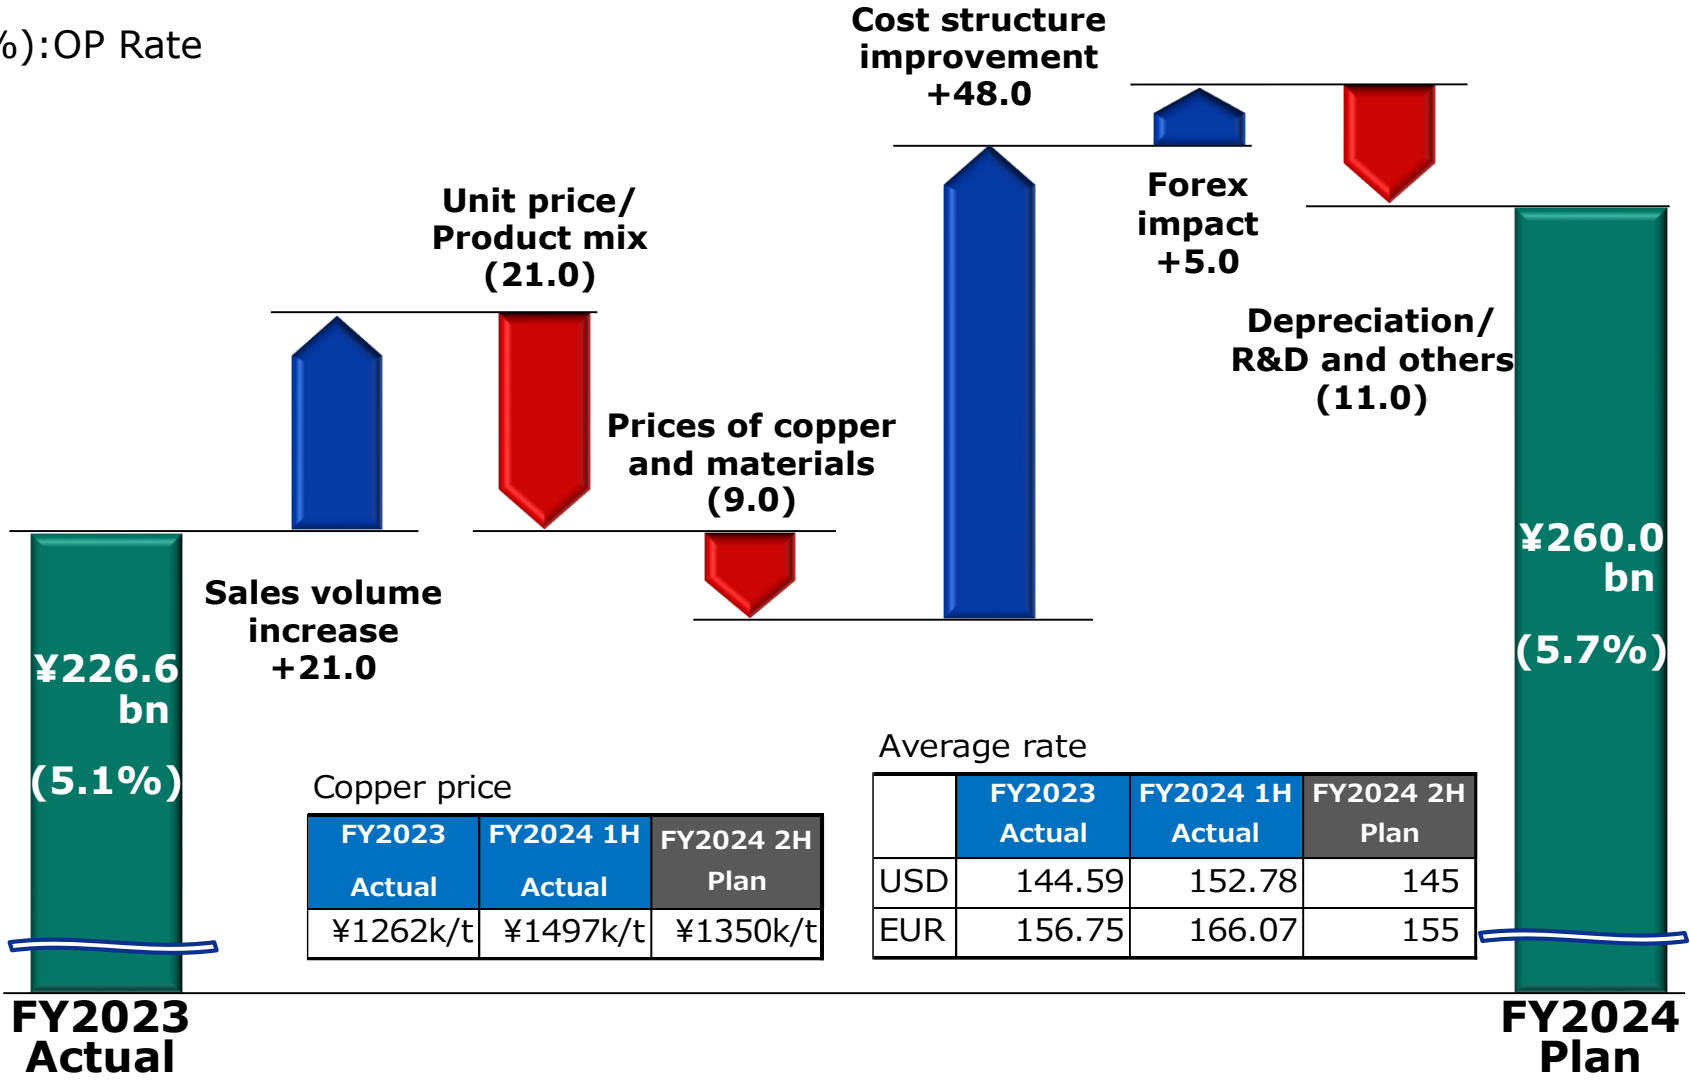 %):OP Rate
Cost structure
improvement
+48.0
Unit price/
Product mix
(21.0)
Forex
impact
+5.0
Depreciation/
R&D and others
(11.0)
Prices of copper
and materials
(9.0)
Sales volume
increase
+21.0
¥226.6
bn
(5.1%)
¥260.0
bn
(5.7%)
Copper price
FY2023 FY2024 1H FY2024 2H
Actual Actual Plan
¥1262k/t ¥1497k/t ¥1350k/t
Average rate
FY2023 FY2024 1H FY2024 2H
Actual Actual Plan
USD 144.59 152.78 145
EUR 156.75 166.07 155
FY2023
Actual
FY2024
Plan